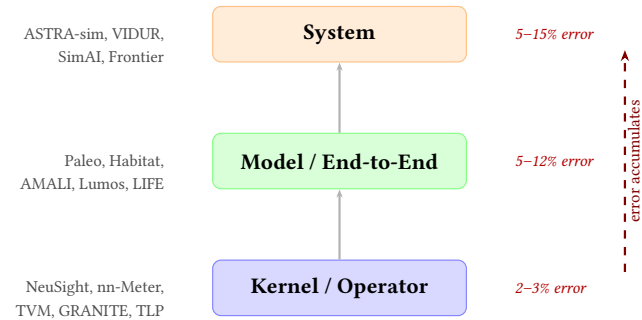 ASTRA-sim, VIDUR,
SimAI, Frontier
System
5–15% error
Paleo, Habitat,
AMALI, Lumos, LIFE
Model / End-to-End
5–12% error
error accumulates
NeuSight, nn-Meter,
TVM, GRANITE, TLP
Kernel / Operator
2–3% error